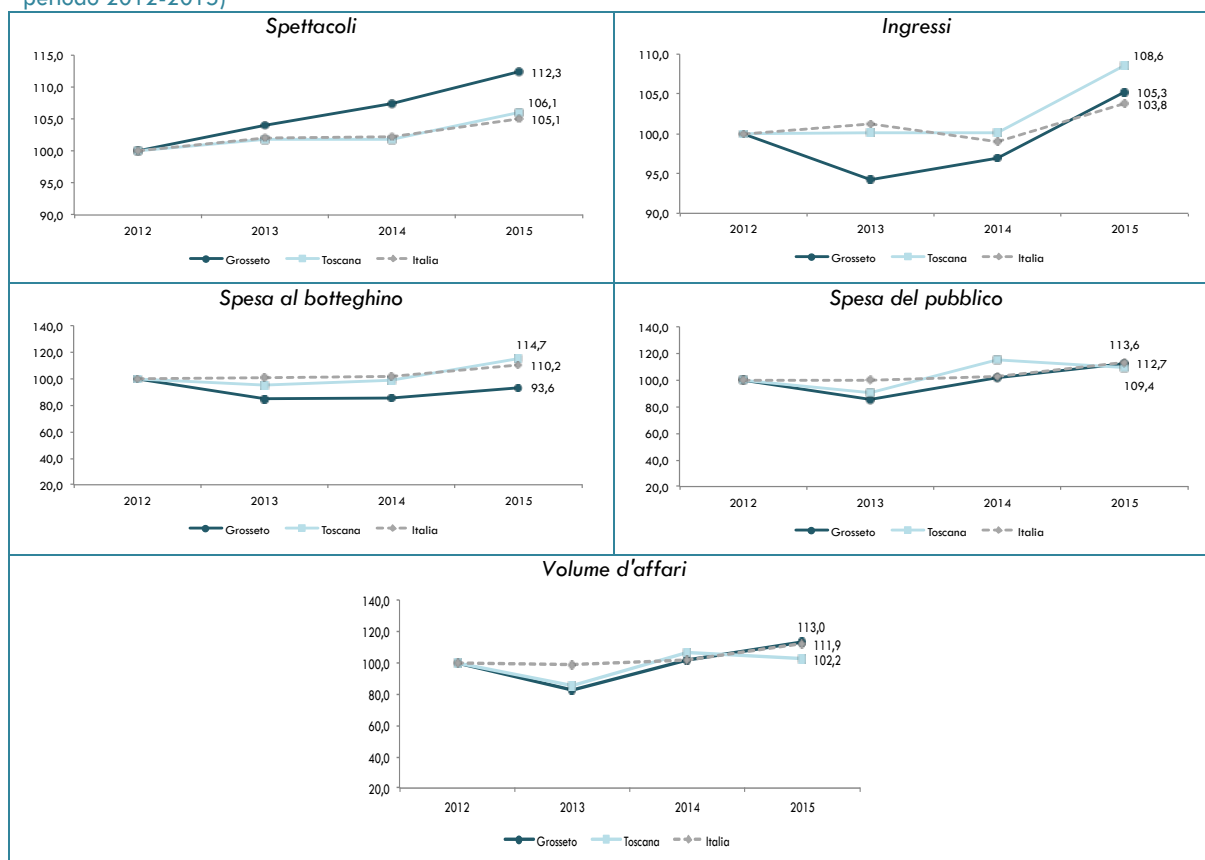 periodo 2012-2015)
Spettacoli
115,0
110,0
105,0
100,0
95,0
90,0
112,3
106,1
105,1
2012 2013 2014 2015
Grosseto Toscana Italia
Ingressi
110,0
105,0
100,0
95,0
90,0
108,6
105,3
103,8
2012 2013 2014 2015
Grosseto Toscana Italia
Spesa al botteghino
140,0
120,0
100,0
80,0
60,0
40,0
20,0
114,7
110,2
93,6
2012 2013 2014 2015
Grosseto Toscana Italia
Spesa del pubblico
140,0
120,0
100,0
80,0
60,0
40,0
20,0
113,6
112,7
109,4
2012 2013 2014 2015
Grosseto Toscana Italia
Volume d'affari
140,0
120,0
100,0
80,0
60,0
40,0
20,0
113,0
111,9
102,2
2012 2013 2014 2015
Grosseto Toscana Italia